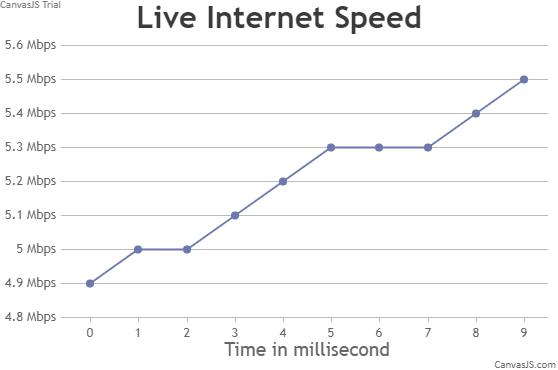 CanvasJS Trial
Live Internet Speed
5.6 Mbps
5.5 Mbps
5.4 Mbps
5.3 Mbps
5.2 Mbps
5.1 Mbps
5 Mbps
4.9 Mbps
4.8 Mbps
0 1 2 3 4 5 6 7 8 9
Time in millisecond
CanvasJS.com